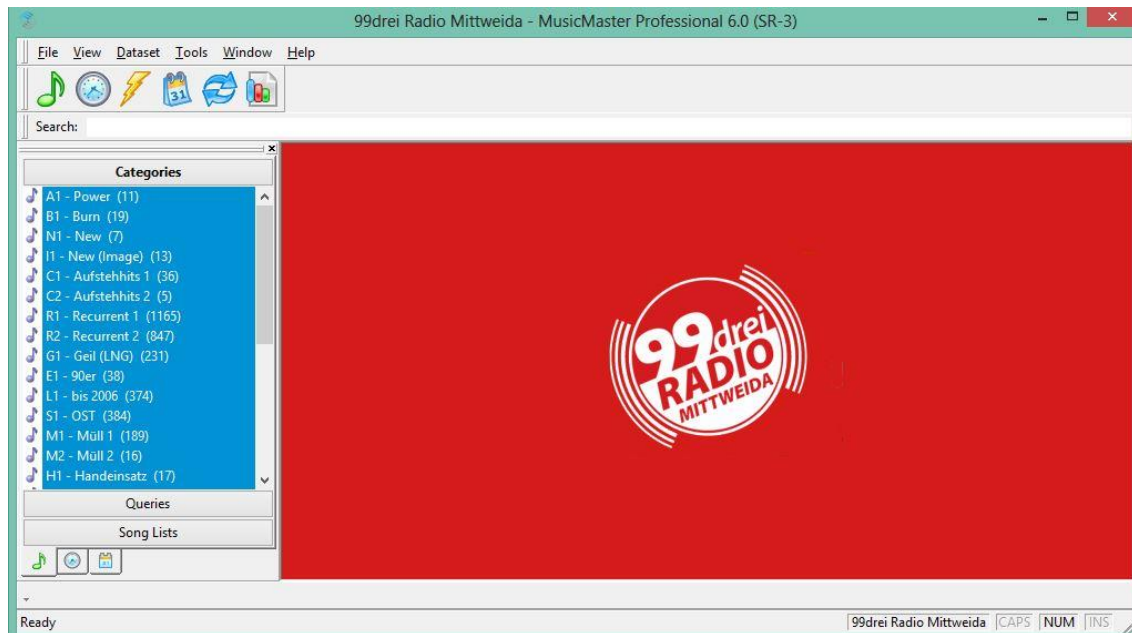 99drei Radio Mittweida - MusicMaster Professional 6.0 (SR-3)
File View Dataset Tools Window Help
31
Search:
Categories
A1 - Power (11)
B1 - Burn (19)
N1 - New (7)
I1 - New (Image) (13)
C1 - Aufstehhits 1 (36)
C2 - Aufstehhits 2 (5)
R1 - Recurrent 1 (1165)
R2 - Recurrent 2 (847)
G1 - Geil (LNG) (231)
E1 - 90er (38)
L1 - bis 2006 (374)
S1 - OST (384)
M1 - Müll 1 (189)
M2 - Müll 2 (16)
H1 - Handeinsatz (17)
Queries
Song Lists
99drei
RADIO
MITTWEIDA
Ready
99drei Radio Mittweida CAPS NUM INS